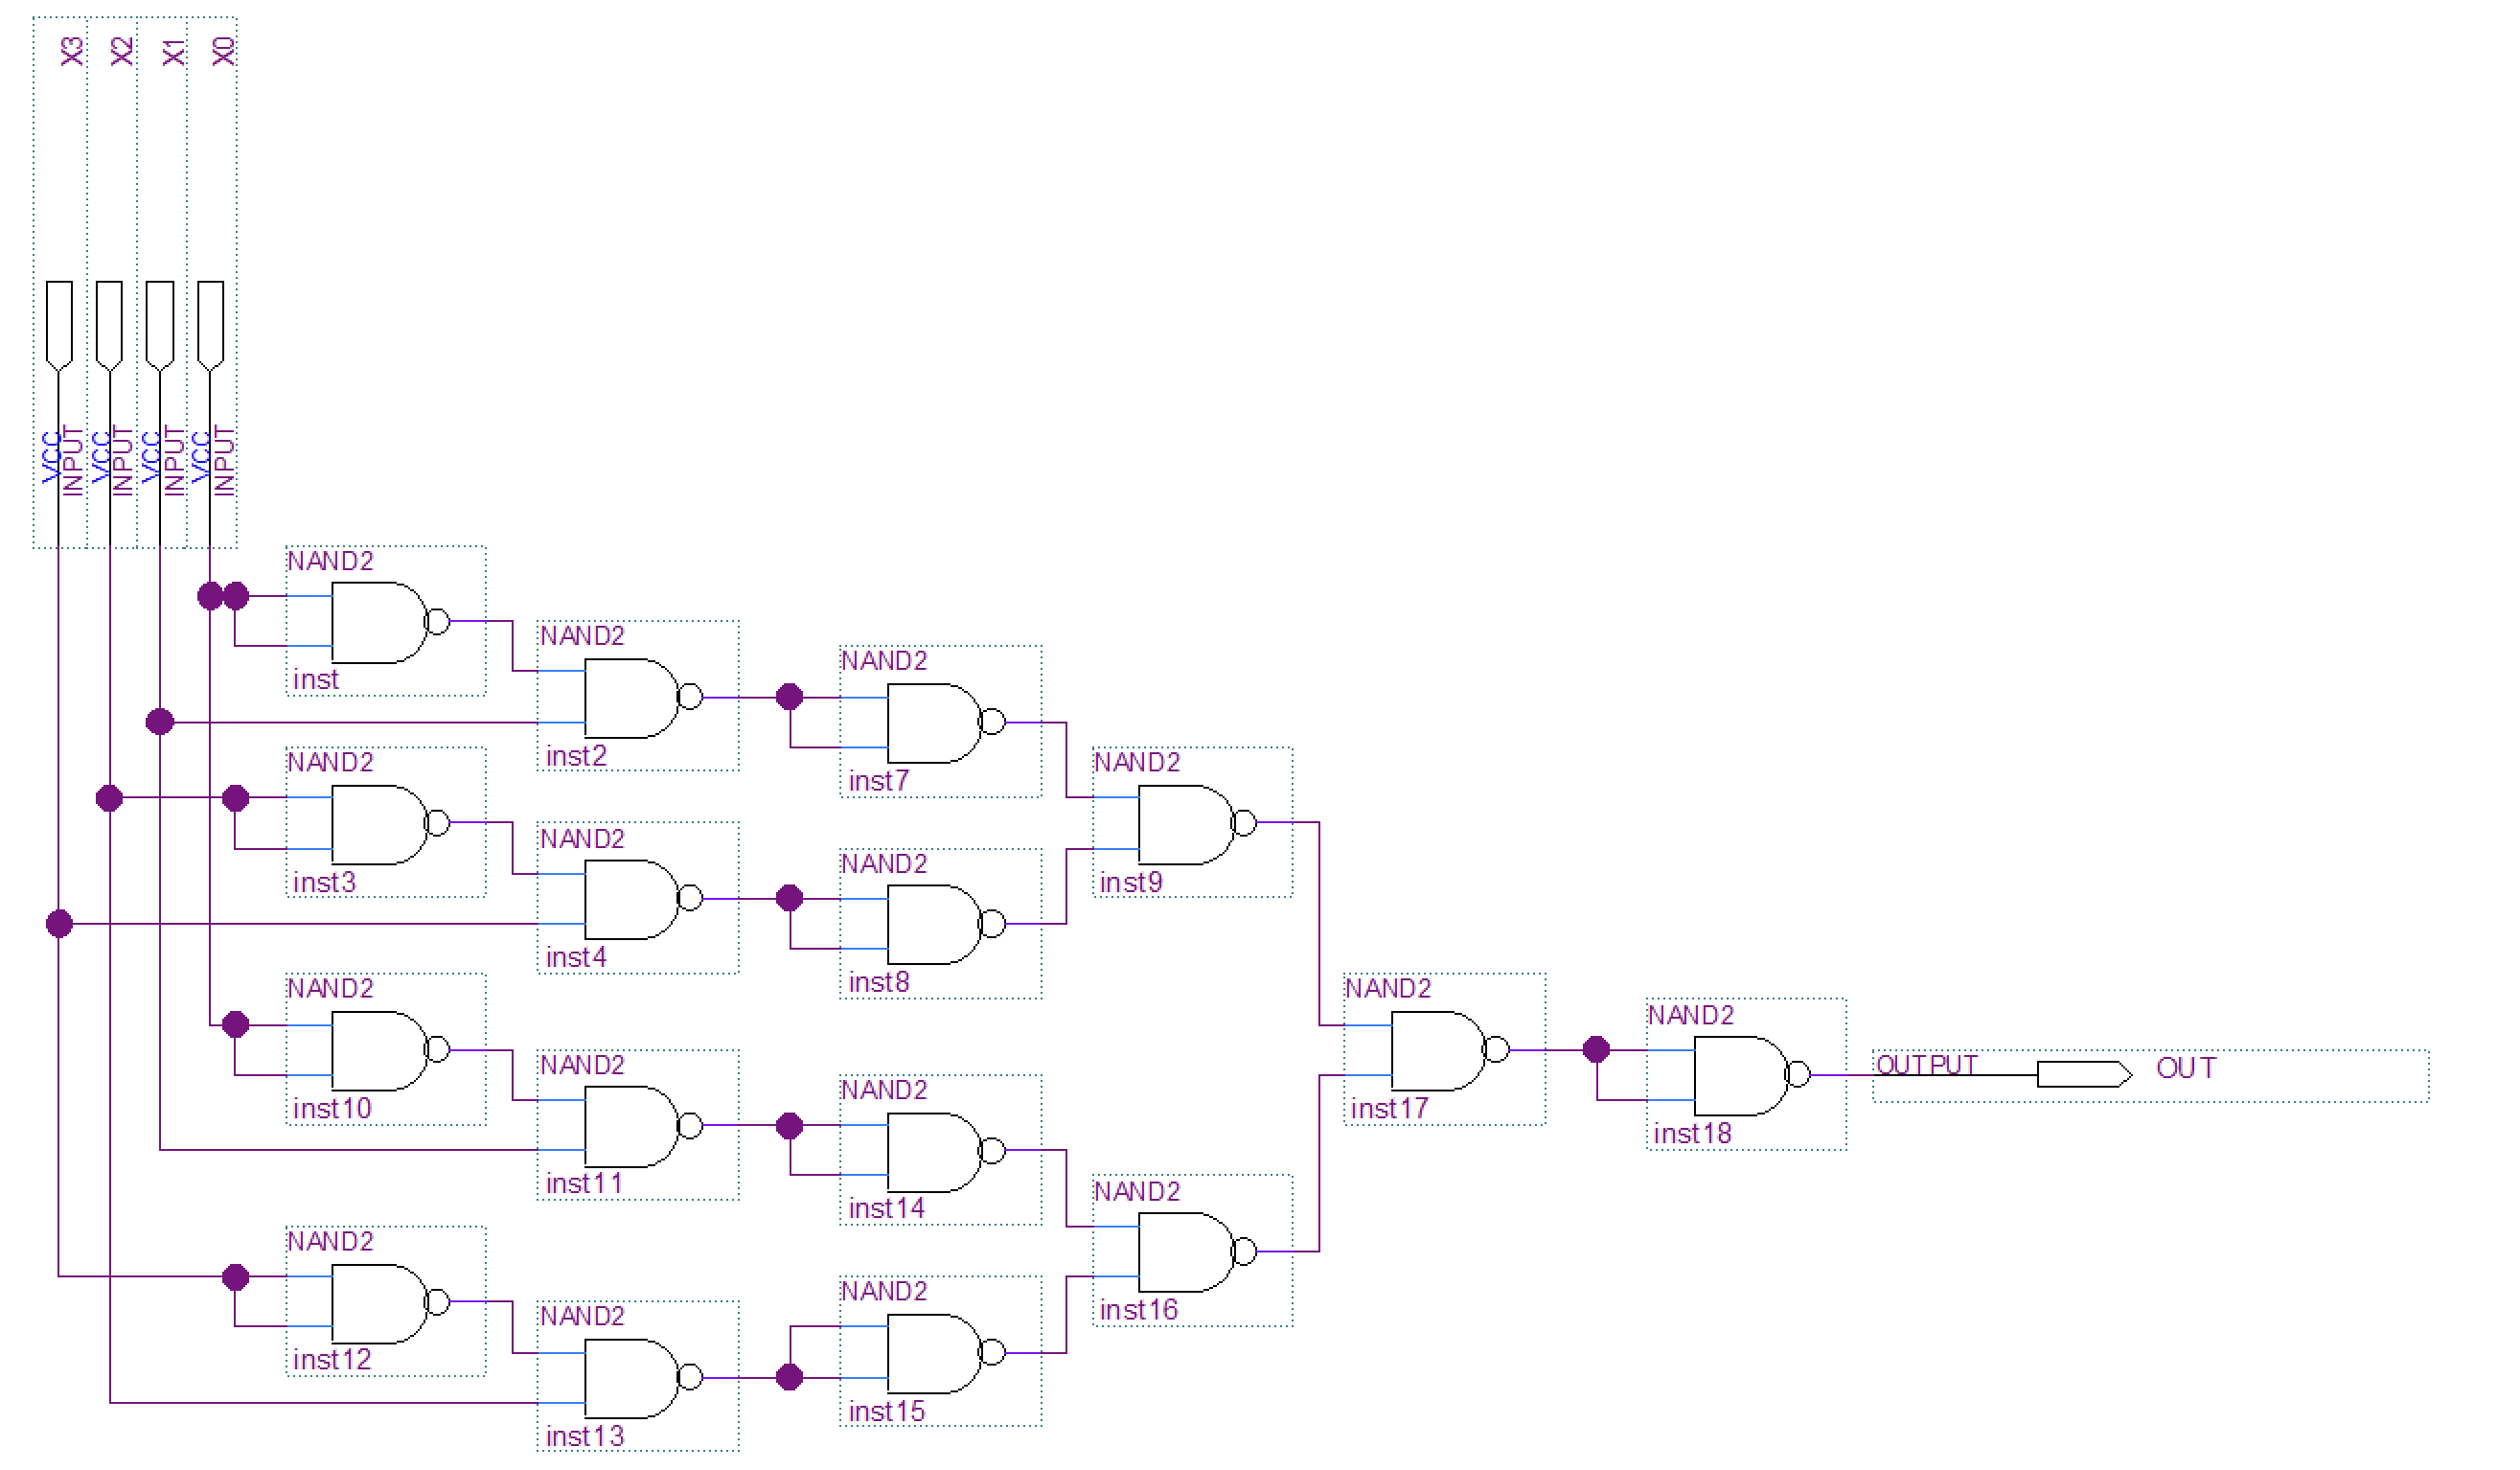 X3
X2
X1
X0
VCC
INPUT
VCC
INPUT
VCC
INPUT
VCC
INPUT
NAND2
inst
NAND2
inst2
NAND2
inst7
NAND2
inst3
NAND2
inst4
NAND2
inst8
NAND2
inst9
NAND2
inst10
NAND2
inst11
NAND2
inst14
NAND2
inst12
NAND2
inst13
NAND2
inst15
NAND2
inst16
NAND2
inst17
NAND2
inst18
OUTPUT
OUT